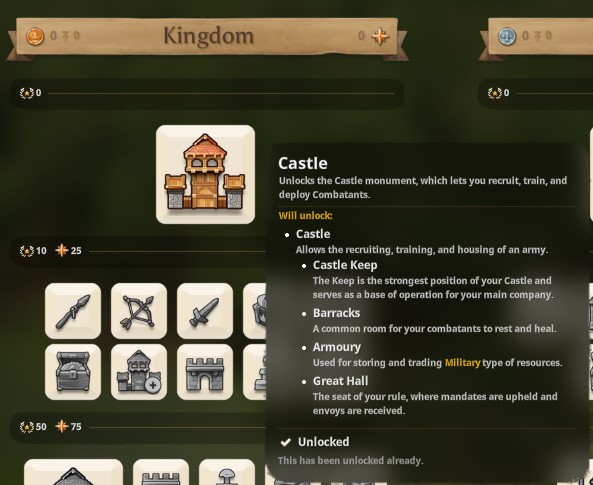 0 0 Kingdom 0
0 0
0
0
Castle
Unlocks the Castle monument, which lets you recruit, train, and
deploy Combatants.
Will unlock:
Castle
Allows the recruiting, training, and housing of an army.
Castle Keep
The Keep is the strongest position of your Castle and
serves as a base of operation for your main company.
Barracks
A common room for your combatants to rest and heal.
Armoury
Used for storing and trading Military type of resources.
Great Hall
The seat of your rule, where mandates are upheld and
envoys are received.
Unlocked
This has been unlocked already.
10 25
50 75